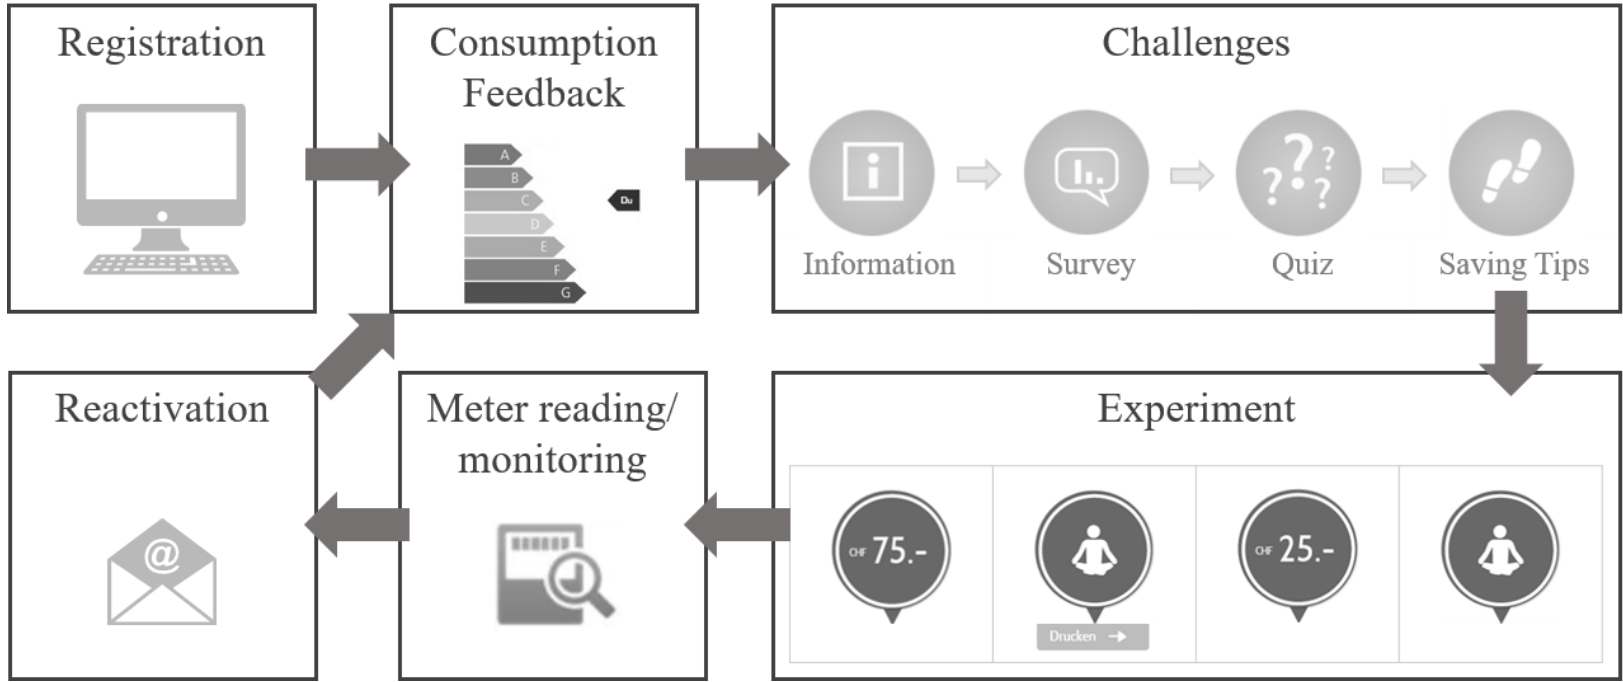 Registration
Consumption
Feedback
A
B
C
D
E
F
G
Du
Challenges
Information
Survey
Quiz
Saving Tips
Reactivation
@
Meter reading/
monitoring
Experiment
CHF 75.-
Drucken
CHF 25.-